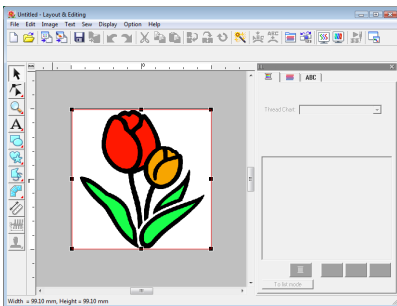 Untitled - Layout & Editing
File Edit Image Text Sew Display Option Help
ABC
ABC
Thread Chart
A
To list mode
Width = 99.10 mm, Height = 99.10 mm